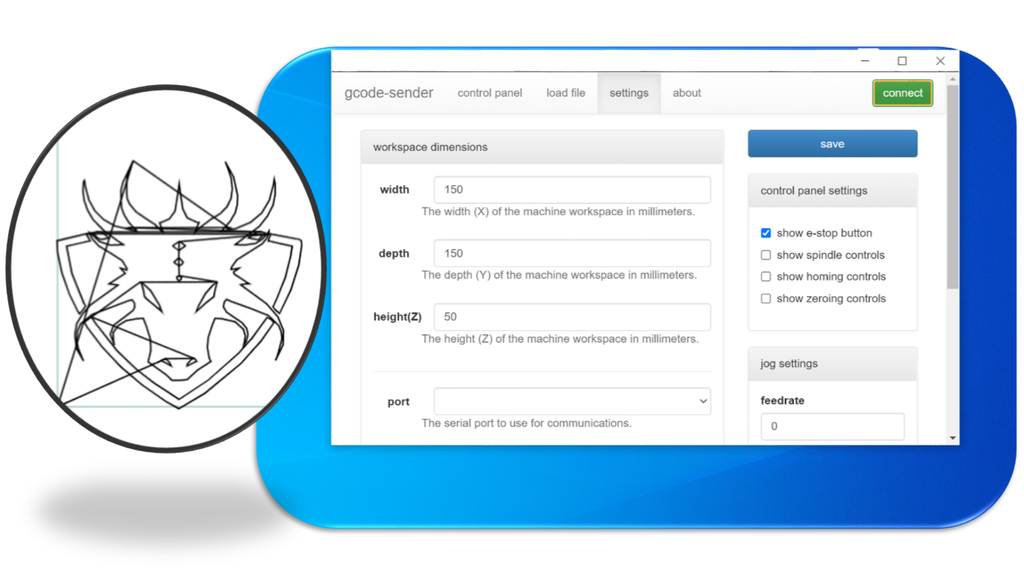 gcode-sender control panel load file settings about connect
workspace dimensions
width 150
The width (X) of the machine workspace in millimeters.
depth 150
The depth (Y) of the machine workspace in millimeters.
height(Z) 50
The height (Z) of the machine workspace in millimeters.
port
The serial port to use for communications.
save
control panel settings
show e-stop button
show spindle controls
show homing controls
show zeroing controls
jog settings
feedrate
0